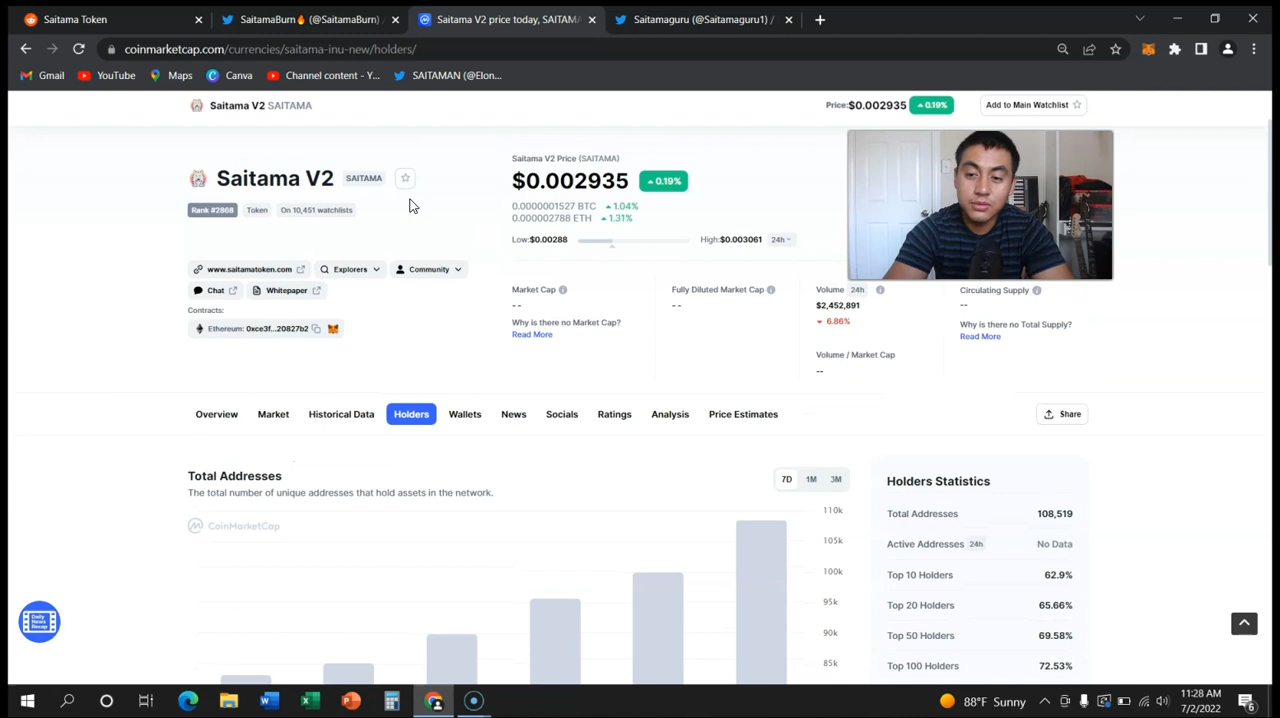 Saitama Token
SaitamaBurn🔥 (@SaitamaBurn) /
Saitama V2 price today, SAITAMA
Saitamaguru (@Saitamaguru1) /
coinmarketcap.com/currencies/saitama-inu-new/holders/
Gmail
YouTube
Maps
Canva
Channel content - Y...
SAITAMAN (@Elon...
Saitama V2 SAITAMA
Price:$0.002935 0.19%
Add to Main Watchlist
Saitama V2 Price (SAITAMA)
Saitama V2 SAITAMA
$0.002935 0.19%
Rank #2868
Token
On 10,451 watchlists
0.0000001527 BTC 1.04%
0.000002788 ETH 1.31%
Low:$0.00288
High:$0.003061 24h
www.saitamatoken.com
Explorers
Community
Chat
Whitepaper
Contracts:
Ethereum: 0xce3f...20827b2
Market Cap
- -
Why is there no Market Cap?
Read More
Fully Diluted Market Cap
- -
Volume 24h
$2,452,891
6.86%
Volume / Market Cap
--
Circulating Supply
--
Why is there no Total Supply?
Read More
Overview
Market
Historical Data
Holders
Wallets
News
Socials
Ratings
Analysis
Price Estimates
Share
Total Addresses
The total number of unique addresses that hold assets in the network.
7D 1M 3M
CoinMarketCap
110k
105k
100k
95k
90k
85k
Holders Statistics
Total Addresses 108,519
Active Addresses 24h No Data
Top 10 Holders 62.9%
Top 20 Holders 65.66%
Top 50 Holders 69.58%
Top 100 Holders 72.53%
Daily
News
Recap
88°F Sunny
11:28 AM
7/2/2022
6